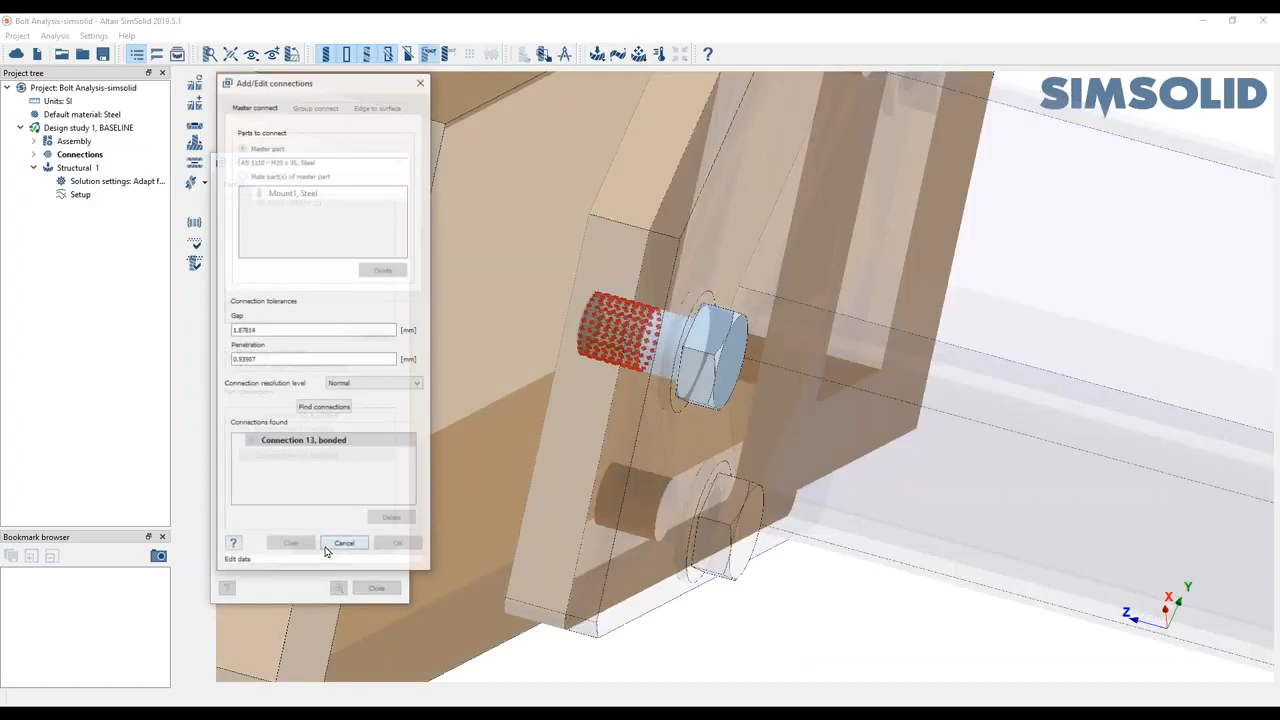 Bolt Analysis-simsolid - Altair SimSolid 2019.5.1
Project Analysis Settings Help
Project tree
Project: Bolt Analysis-simsolid
Units: SI
Default material: Steel
Design study 1, BASELINE
Assembly
Connections
Structural 1
Solution settings: Adapt f...
Setup
Bookmark browser
Add/Edit connections
Master connect Group connect Edge to surface
Parts to connect
Master part
AS 1110 - M20 x 35, Steel
Mate part(s) of master part
Mount1, Steel
Delete
Connection tolerances
Gap
1.87814 [mm]
Penetration
0.93907 [mm]
Connection resolution level Normal
Find connections
Connections found
Connection 13, bonded
Delete
? Clear Cancel OK
Edit data
? Close
SIMSOLID
Y
X
Z